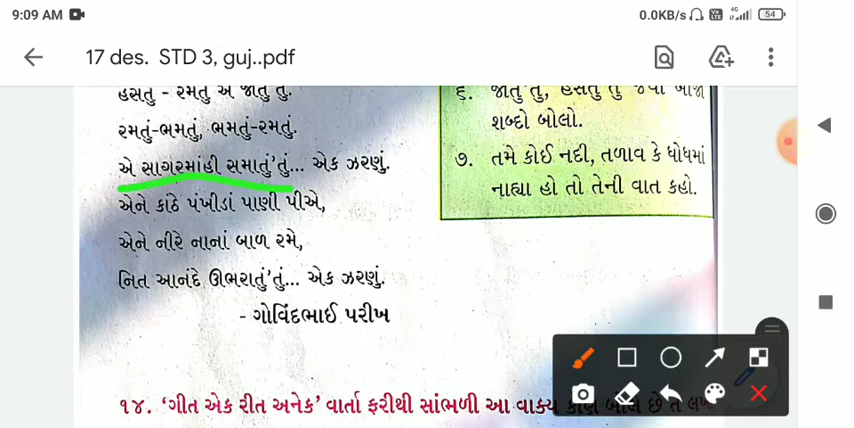 9:09 AM
0.0KB/s
4G
54
17 des. STD 3, guj..pdf
હસતું - રમતું એ જાતું'તું.
રમતું-ભમતું, ભમતું-રમતું.
એ સાગરમાંહી સમાતું'તું... એક ઝરણું.
એને કાંઠે પંખીડાં પાણી પીએ,
એને નીરે નાનાં બાળ રમે,
નિત આનંદે ઊભરાતું'તું... એક ઝરણું.
- ગોવિંદભાઈ પરીખ
૬. જાતું'તું, હસતું'તું જેવા બીજા
શબ્દો બોલો.
૭. તમે કોઈ નદી, તળાવ કે ધોધમાં
નાહ્યા હો તો તેની વાત કહો.
૧૪. 'ગીત એક રીત અનેક' વાર્તા ફરીથી સાંભળી આ વાક્ય કોણ બોલે છે તે